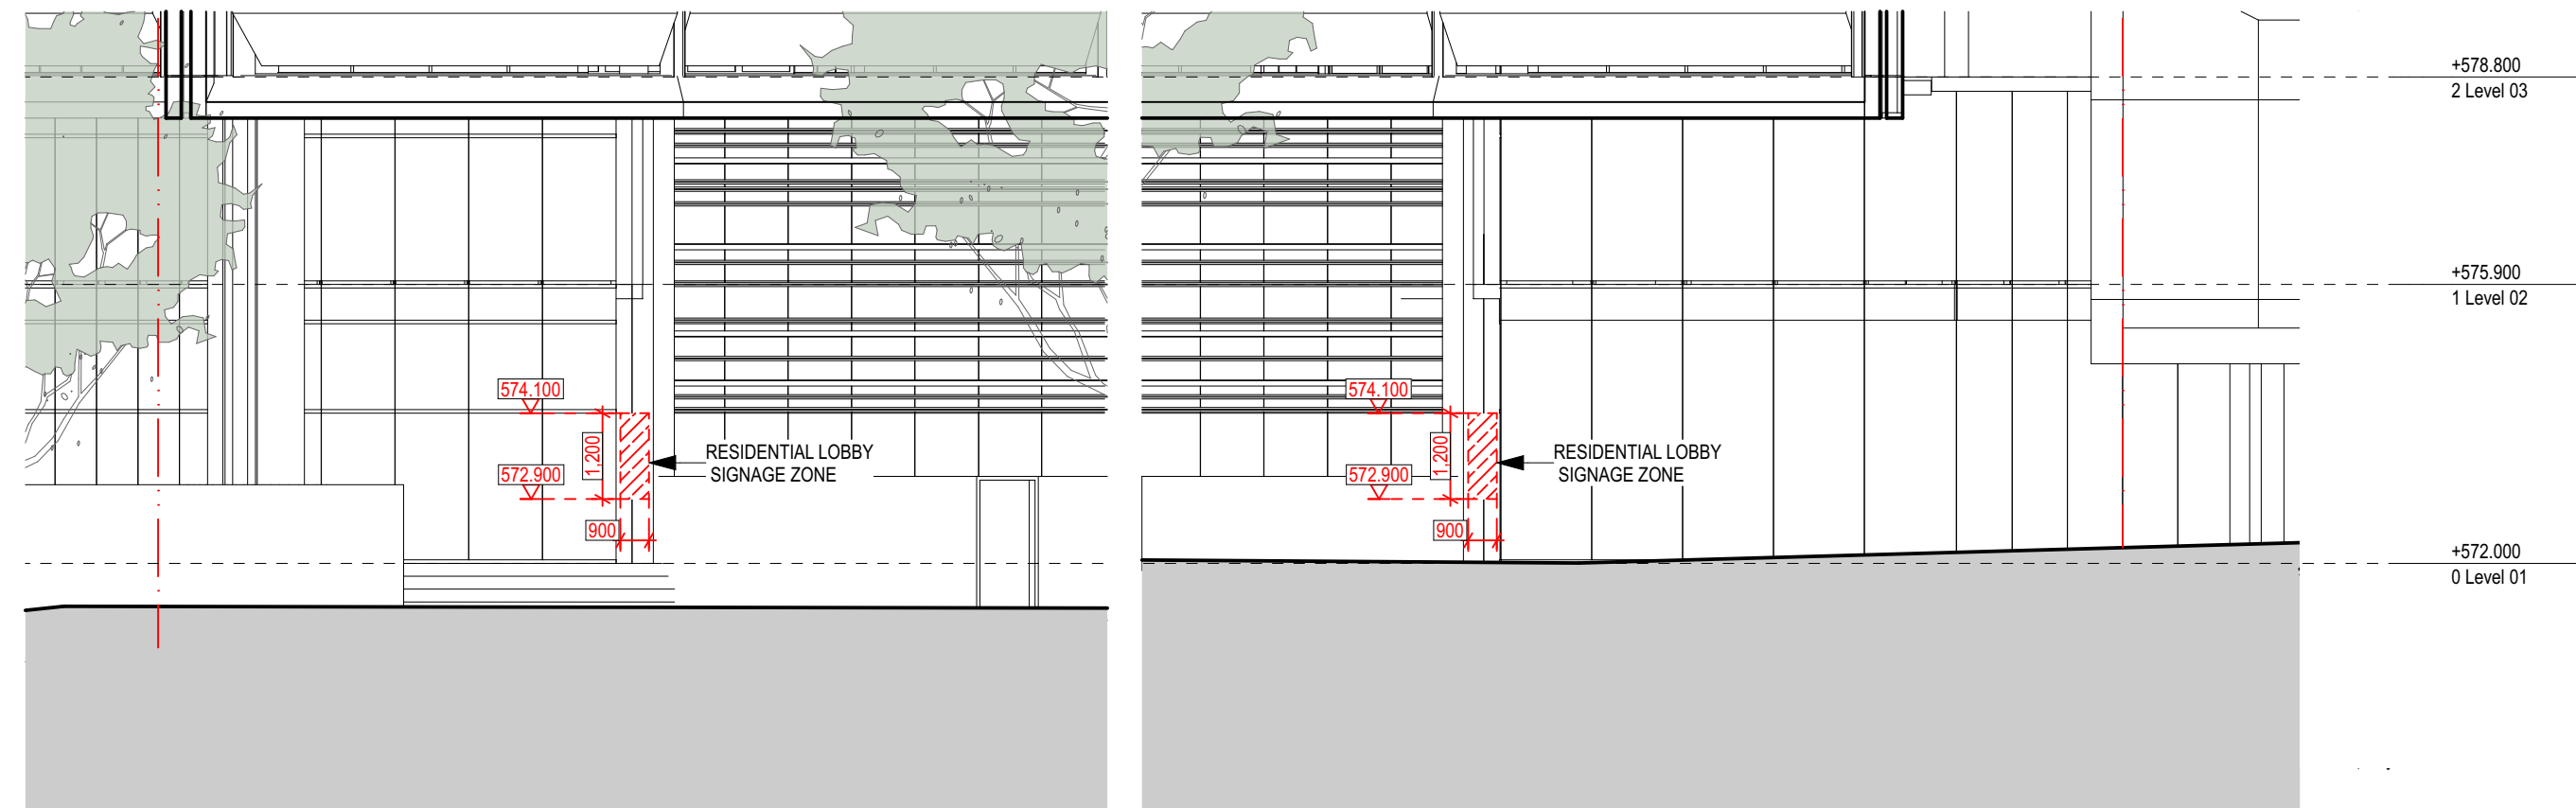 +578.800
2 Level 03
+575.900
1 Level 02
574.100
1,200
572.900
900
RESIDENTIAL LOBBY
SIGNAGE ZONE
574.100
1,200
572.900
900
RESIDENTIAL LOBBY
SIGNAGE ZONE
+572.000
0 Level 01